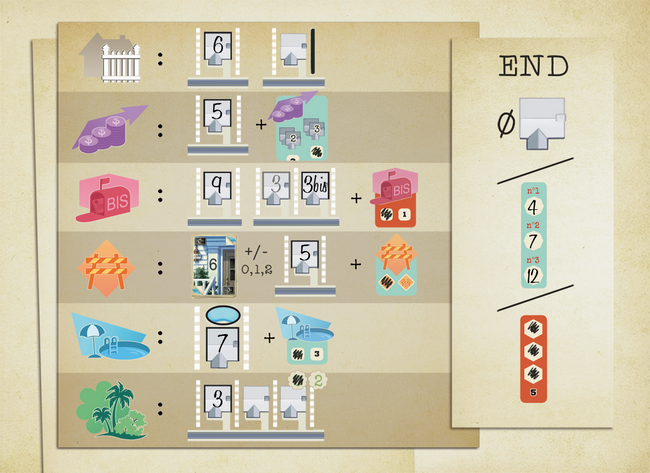 : 6
: 5 + 2 3
BIS : 9 3 3bis + BIS 1
: 6 +/- 0,1,2 5 +
: 7 + 3
: 3 2
END
Ø
n°1
4
n°2
7
n°3
12
5